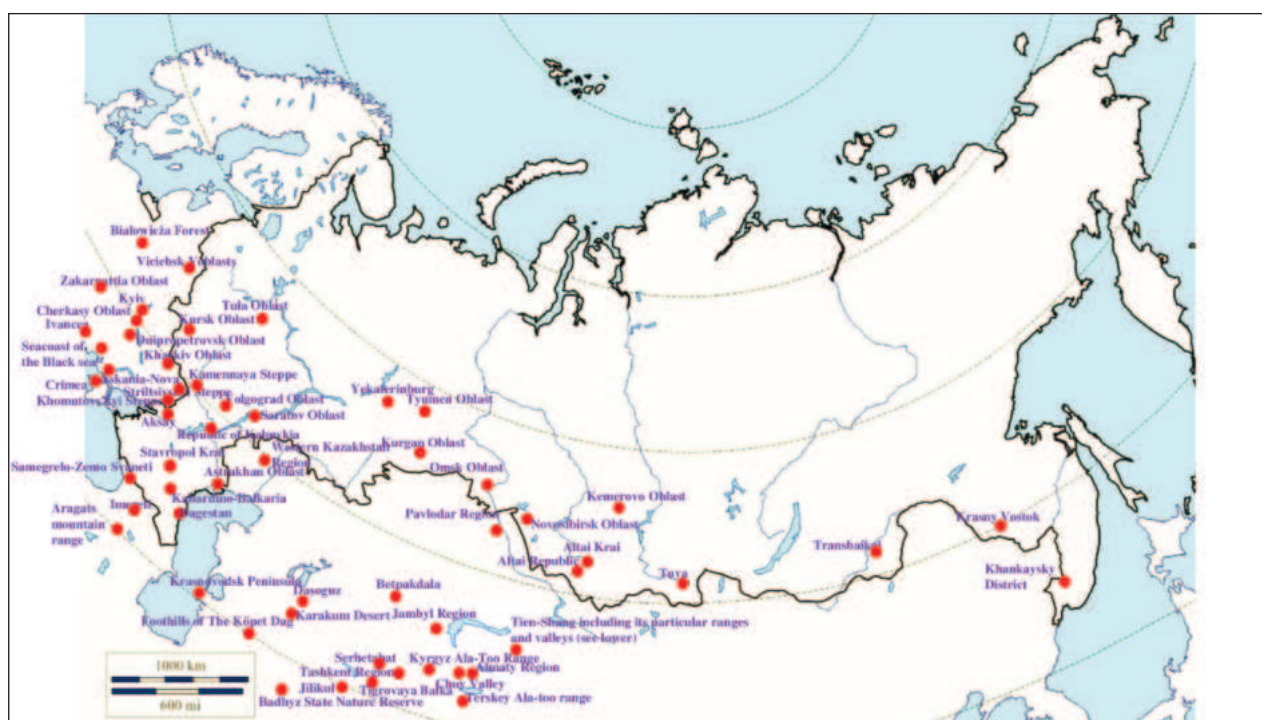 Białowieża Forest
Viciebsk Voblasts
Zakarpattia Oblast
Kyiv
Cherkasy Oblast
Tula Oblast
Ivancea
Kursk Oblast
Dnipropetrovsk Oblast
Seacoast of
the Black sea
Kharkiv Oblast
Crimea
Askania-Nova
Kamennaya Steppe
Striltsivskyi Steppe
Khomutovskyi Steppe
Volgograd Oblast
Yekaterinburg
Tyumen Oblast
Aksay
Saratov Oblast
Republic of Kalmykia
Stavropol Krai
Western Kazakhstan
Region
Kurgan Oblast
Samegrelo-Zemo Svaneti
Astrakhan Oblast
Omsk Oblast
Kabardino-Balkaria
Kemerovo Oblast
Imereti
Dagestan
Aragats
mountain
range
Pavlodar Region
Novosibirsk Oblast
Krasny Vostok
Altai Krai
Transbaikal
Altai Republic
Tuva
Khankaysky
District
Krasnovodsk Peninsula
Dasoguz
Betpakdala
Karakum Desert
Jambyl Region
Foothills of The Köpet Dag
Tien-Shang including its particular ranges
and valleys (see lower)
1000 km
600 mi
Serhetabat
Kyrgyz Ala-Too Range
Tashkent Region
Almaty Region
Jilikul
Tigrovaya Balka
Chuy Valley
Badhyz State Nature Reserve
Terskey Ala-too range